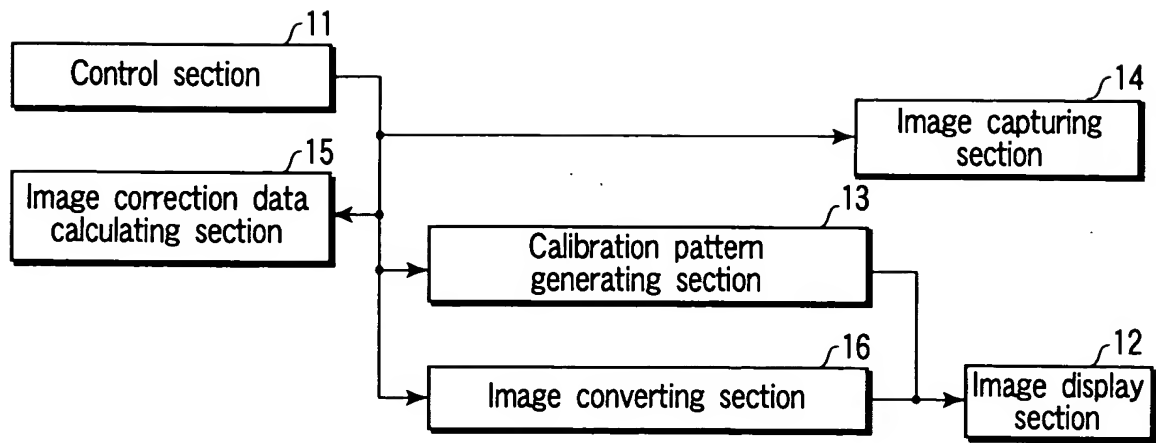 11
Control section
14
Image capturing
section
15
Image correction data
calculating section
13
Calibration pattern
generating section
16
Image converting section
12
Image display
section